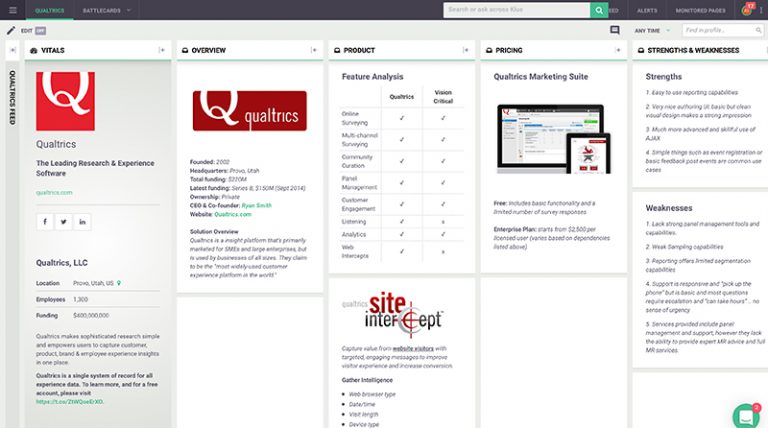 QUALTRICS
BATTLECARDS
Search or ask across Klue
FEED
ALERTS
MONITORED PAGES
17
EDIT OFF
ANY TIME
Find in profile...
QUALTRICS FEED
VITALS
Q
Qualtrics
The Leading Research & Experience
Software
qualtrics.com
Qualtrics, LLC
Location Provo, Utah, US
Employees 1,300
Funding $400,000,000
Qualtrics makes sophisticated research simple
and empowers users to capture customer,
product, brand & employee experience insights
in one place.
Qualtrics is a single system of record for all
experience data. To learn more, and for a free
account, please visit
OVERVIEW
Q qualtrics
Founded: 2002
Headquarters: Provo, Utah
Total funding: $220M
Latest funding: Series B, $150M (Sept 2014)
Ownership: Private
CEO & Co-founder: Ryan Smith
Website: Qualtrics.com
Solution Overview
Qualtrics is a insight platform that's primarily
marketed for SMEs and large enterprises, but
is used by businesses of all sizes. They claim
to be the "most widely-used customer
experience platform in the world."
PRODUCT
Feature Analysis
Qualtrics Vision
Critical
Online
Surveying ✓ ✓
Multi-channel
Surveying ✓ ✓
Community
Curation ✓ ✓
Panel
Management ✓ ✓
Customer
Engagement ✓ ✓
Listening ✓ x
Analytics ✓ ✓
Web
Intercepts ✓ x
qualtrics site
intercept
Capture value from website visitors with
targeted, engaging messages to improve
visitor experience and increase conversion.
Gather Intelligence
• Web browser type
• Date/time
• Visit length
• Device type
PRICING
Qualtrics Marketing Suite
Free: Includes basic functionality and a
limited number of survey responses
Enterprise Plan: starts from $2,500 per
licensed user (varies based on dependencies
listed above)
STRENGTHS & WEAKNESSES
Strengths
1. Easy to use reporting capabilities
2. Very nice authoring UI; basic but clean
visual design makes a strong impression
3. Much more advanced and skillful use of
AJAX
4. Simple things such as event registration or
basic feedback post events are common use
cases
Weaknesses
1. Lack strong panel management tools and
capabilities.
2. Weak Sampling capabilities
3. Reporting offers limited segmentation
capabilities
4. Support is responsive and "pick up the
phone" but is basic and most questions
require escalation and "can take hours"... no
sense of urgency
5. Services provided include panel
management and support, however they lack
the ability to provide expert MR advice and full
MR services.
2